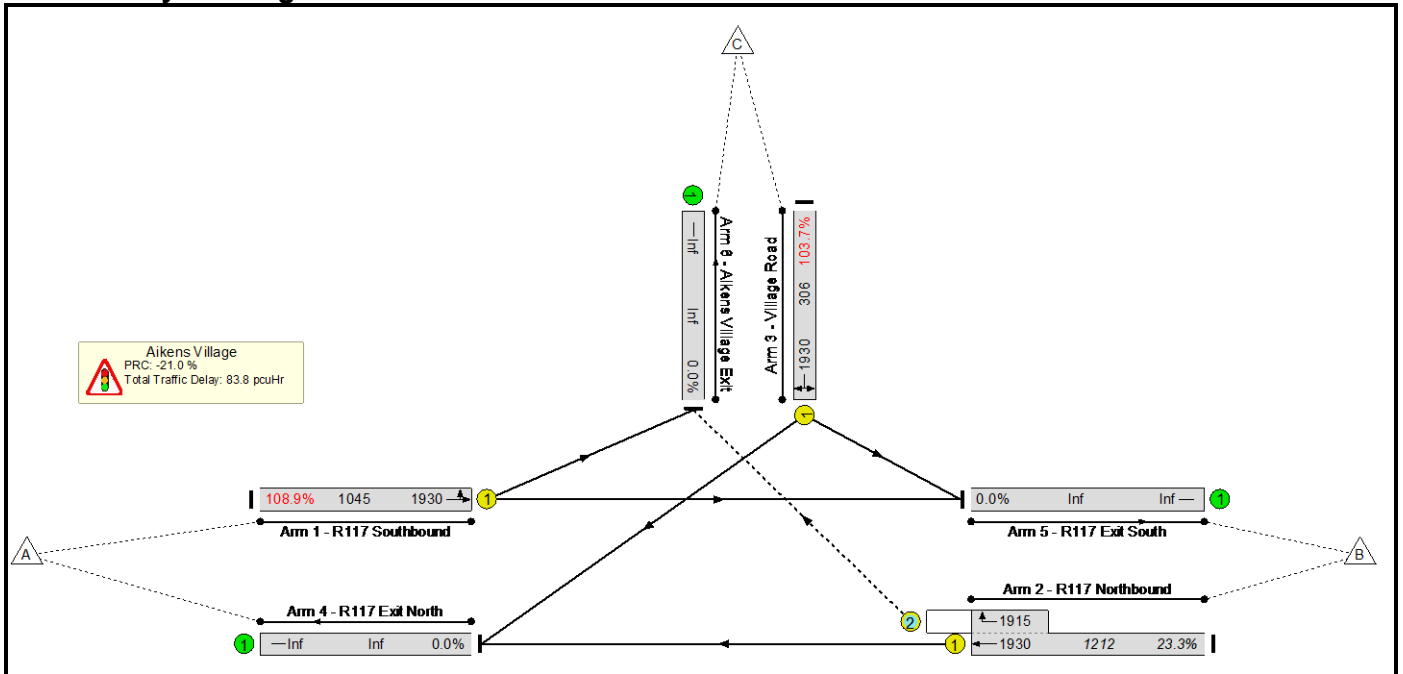 C
Arm 6 - Aikens Village Exit
Inf
Inf
0.0%
1
Arm 3 - Village Road
103.7%
306
1930
1
Aikens Village
PRC: -21.0 %
Total Traffic Delay: 83.8 pcuHr
108.9% 1045 1930
1
Arm 1 - R117 Southbound
0.0% Inf Inf
1
Arm 5 - R117 Exit South
A
B
Arm 4 - R117 Exit North
1
Inf Inf 0.0%
Arm 2 - R117 Northbound
2
1915
1
1930 1212 23.3%